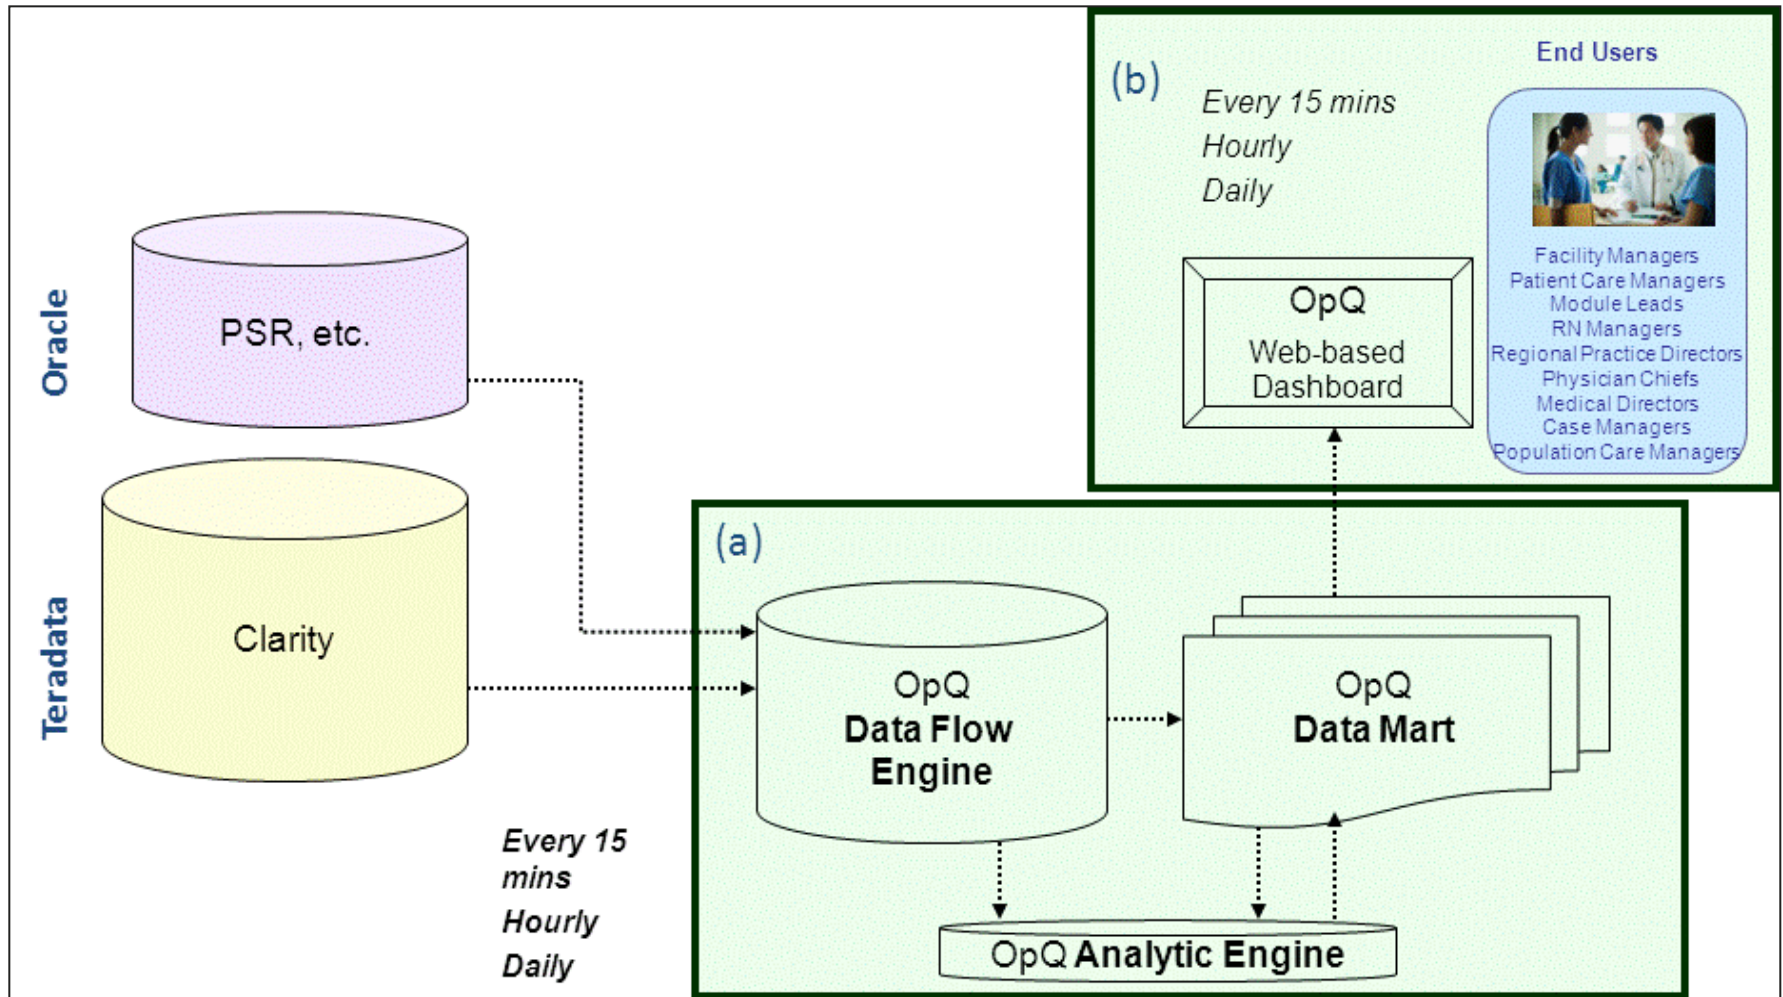 Oracle
PSR, etc.
Teradata
Clarity
Every 15
mins
Hourly
Daily
(a)
OpQ
Data Flow
Engine
OpQ
Data Mart
OpQ Analytic Engine
(b)
Every 15 mins
Hourly
Daily
OpQ
Web-based
Dashboard
End Users
Facility Managers
Patient Care Managers
Module Leads
RN Managers
Regional Practice Directors
Physician Chiefs
Medical Directors
Case Managers
Population Care Managers